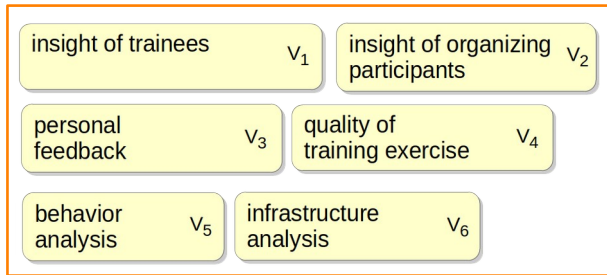 insight of trainees V1
insight of organizing V2
participants
personal V3
feedback
quality of V4
training exercise
behavior V5
analysis
infrastructure V6
analysis